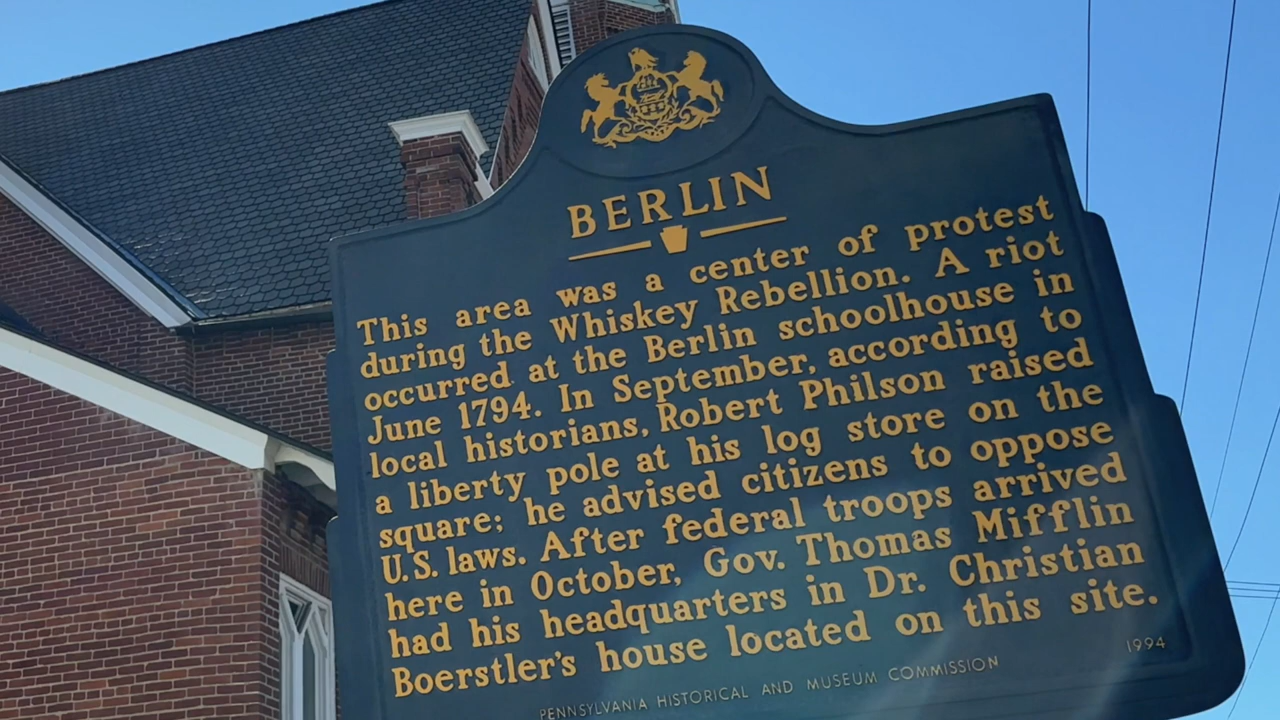 BERLIN
This area was a center of protest
during the Whiskey Rebellion. A riot
occurred at the Berlin schoolhouse in
June 1794. In September, according to
local historians, Robert Philson raised
a liberty pole at his log store on the
square; he advised citizens to oppose
U.S. laws. After federal troops arrived
here in October, Gov. Thomas Mifflin
had his headquarters in Dr. Christian
Boerstler's house located on this site.
PENNSYLVANIA HISTORICAL AND MUSEUM COMMISSION 1994